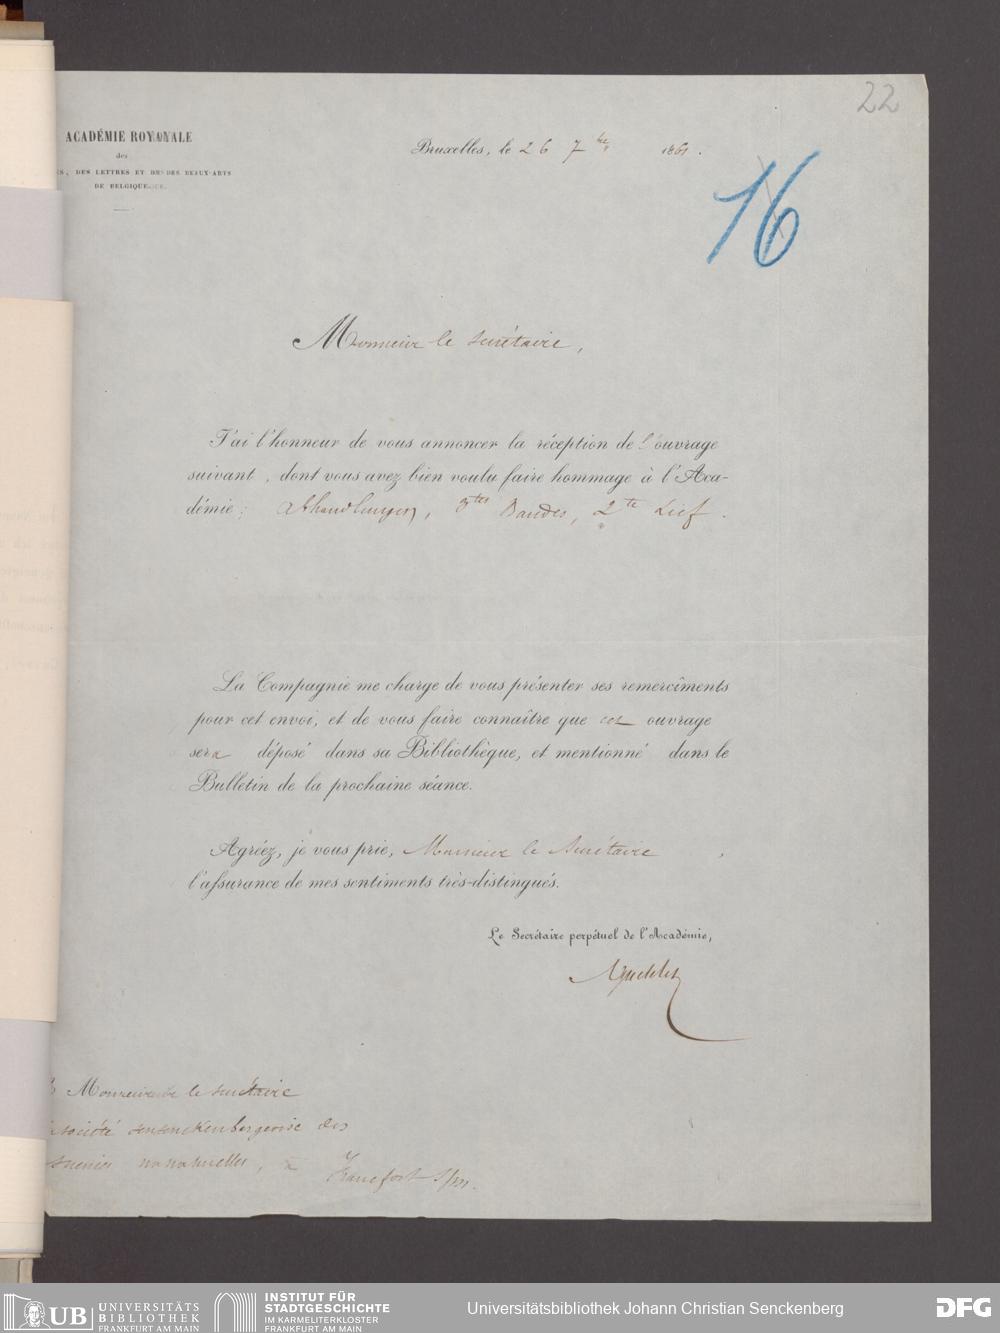 22
ACADÉMIE ROYALE
des
S, DES LETTRES ET DES BEAUX-ARTS
DE BELGIQUE.
Bruxelles, le 26 7bre 1861.
16
Monsieur le secrétaire,
J'ai l'honneur de vous annoncer la réception de l'ouvrage
suivant, dont vous avez bien voulu faire hommage à l'Aca-
démie: Abhandlungen, 3tes Bandes, 2te Lief.
La Compagnie me charge de vous présenter ses remercîments
pour cet envoi, et de vous faire connaître que cet ouvrage
sera déposé dans sa Bibliothèque, et mentionné dans le
Bulletin de la prochaine séance.
Agréez, je vous prie, Monsieur le Secrétaire,
l'assurance de mes sentiments très-distingués.
Le Secrétaire perpétuel de l'Académie,
Quetelet
Monsieur le secrétaire
société senckenbergeoise des
sciences naturelles, à Francfort s/m.
UB UNIVERSITÄTS
BIBLIOTHEK
FRANKFURT AM MAIN
INSTITUT FÜR
STADTGESCHICHTE
IM KARMELITERKLOSTER
FRANKFURT AM MAIN
Universitätsbibliothek Johann Christian Senckenberg
DFG